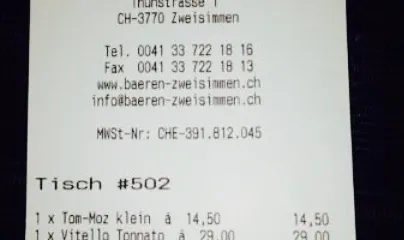 Thunstrasse 1
CH-3770 Zweisimmen
Tel. 0041 33 722 18 16
Fax 0041 33 722 18 13
www.baeren-zweisimmen.ch
info@baeren-zweisimmen.ch
MWSt-Nr: CHE-391.812.045
Tisch #502
1 x Tom-Moz klein à 14,50 14,50
1 x Vitello Tonnato à 29,00 29,00